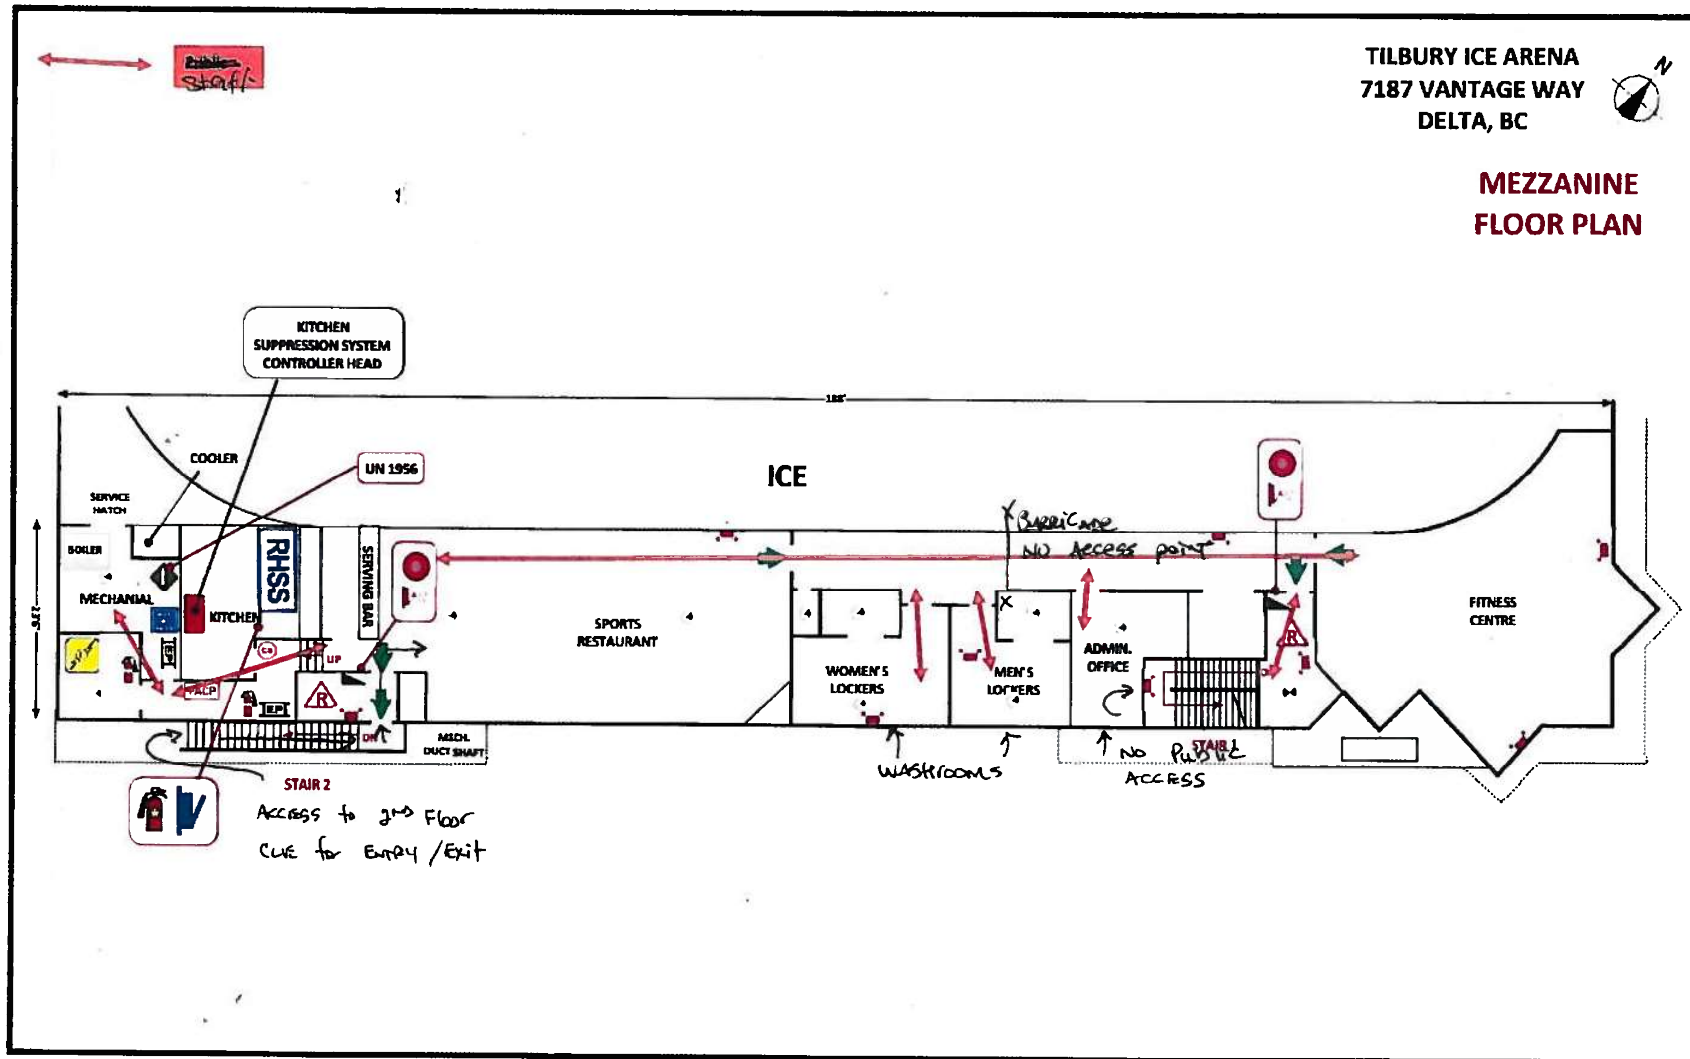 Staff/
TILBURY ICE ARENA
7187 VANTAGE WAY
DELTA, BC
N
MEZZANINE
FLOOR PLAN
KITCHEN
SUPPRESSION SYSTEM
CONTROLLER HEAD
188'
COOLER
UN 1956
ICE
SERVICE
HATCH
X Barricade
NO Access point
BOILER
RHSS
SERVING BAR
MECHANIAL
KITCHEN
SPORTS
RESTAURANT
X
FITNESS
CENTRE
UP
WOMEN'S
LOCKERS
MEN'S
LOCKERS
ADMIN.
OFFICE
R
FACP
EP
EP
R
DN
MECH.
DUCT SHAFT
STAIR 1
WASHROOMS
NO Public
ACCESS
STAIR 2
Access to 2nd Floor
CUE for ENTRY / Exit